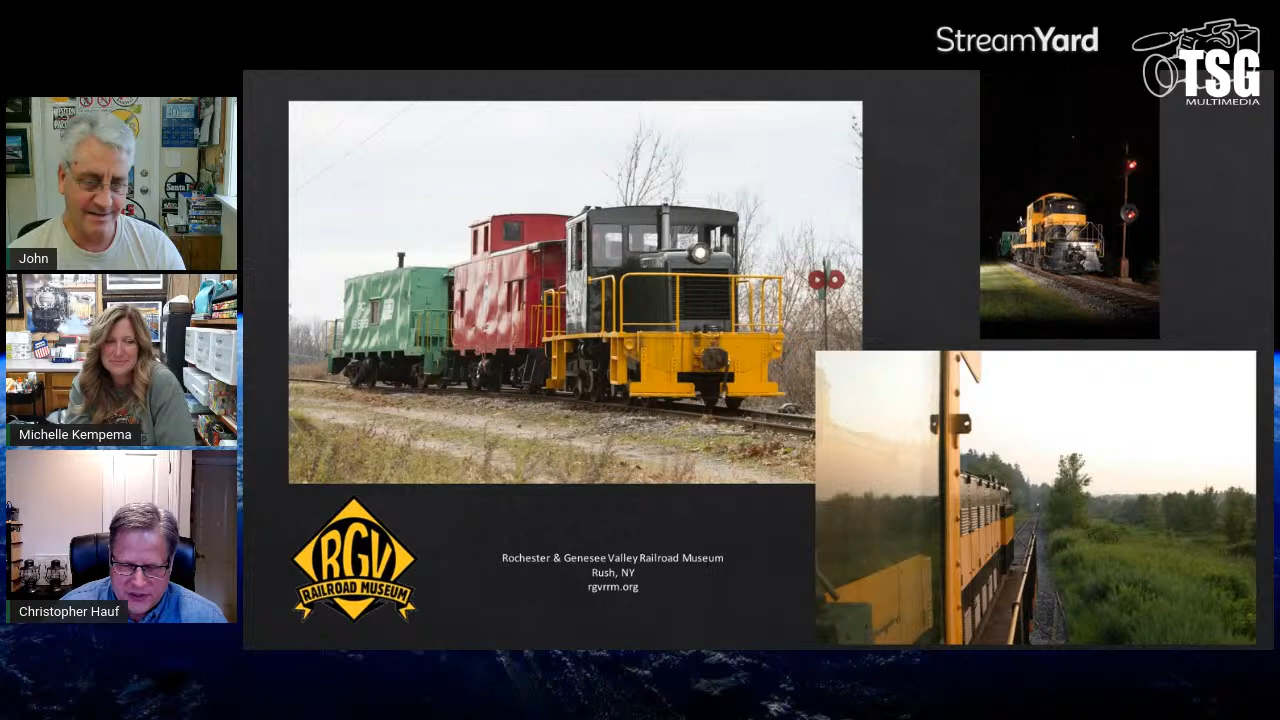 StreamYard
TSG
MULTIMEDIA
Santa F
John
Michelle Kempema
Christopher Hauf
RGV
RAILROAD MUSEUM
Rochester & Genesee Valley Railroad Museum
Rush, NY
rgvrrm.org